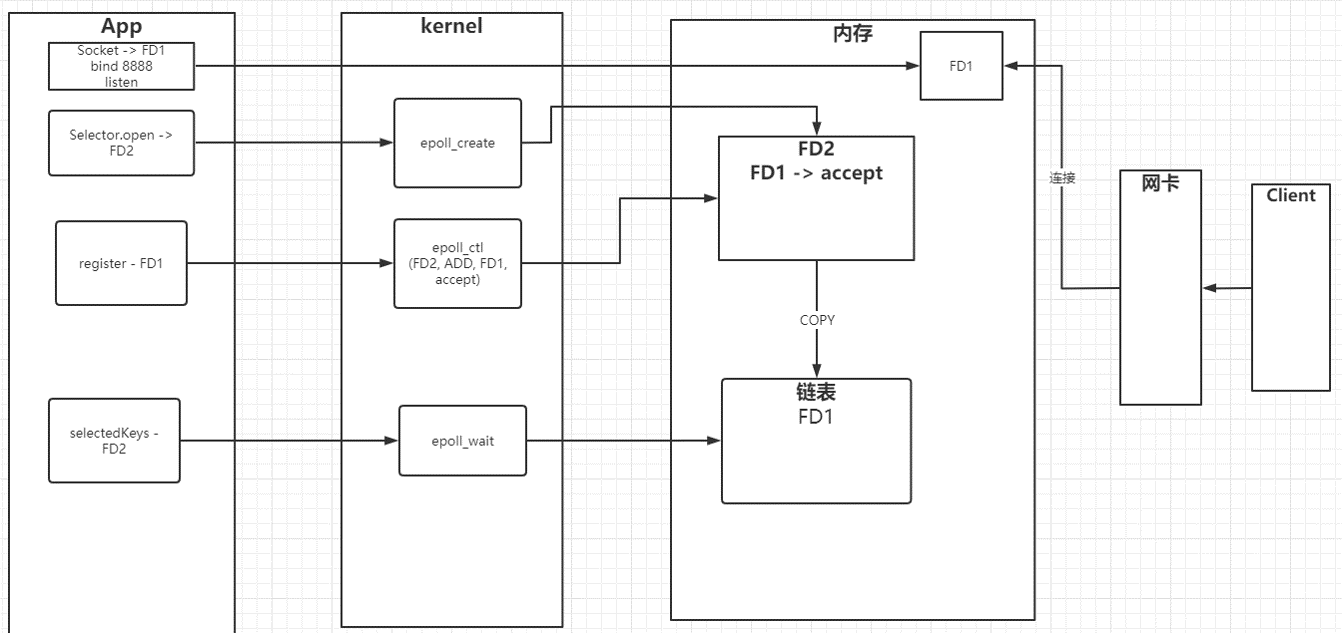 App
Socket -> FD1
bind 8888
listen
Selector.open ->
FD2
register - FD1
selectedKeys -
FD2
kernel
epoll_create
epoll_ctl
(FD2, ADD, FD1,
accept)
epoll_wait
内存
FD1
FD2
FD1 -> accept
COPY
链表
FD1
连接
网卡
Client